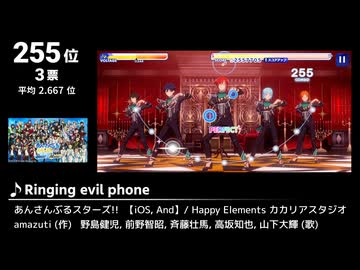 255位
3票
平均 2.667 位
255
COMBO
PERFECT
♪Ringing evil phone
あんさんぶるスターズ!! 【iOS, And】/ Happy Elements カカリアスタジオ
amazuti (作) 野島健児, 前野智昭, 斉藤壮馬, 高坂知也, 山下大輝 (歌)